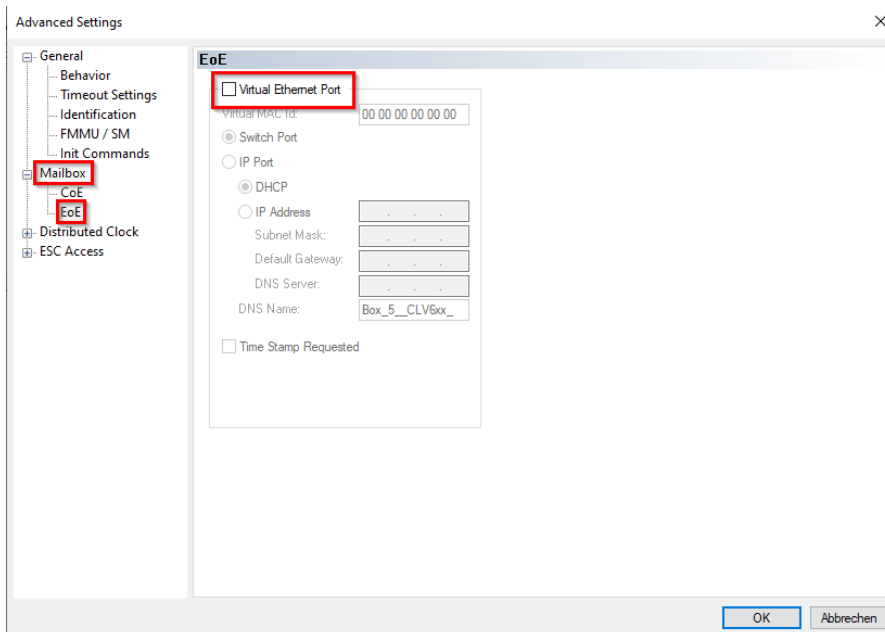 Advanced Settings
General
Behavior
Timeout Settings
Identification
FMMU / SM
Init Commands
Mailbox
CoE
EoE
Distributed Clock
ESC Access
EoE
Virtual Ethernet Port
Virtual MAC Id: 00 00 00 00 00 00
Switch Port
IP Port
DHCP
IP Address . . .
Subnet Mask: . . .
Default Gateway: . . .
DNS Server: . . .
DNS Name: Box_5__CLV6xx_
Time Stamp Requested
OK Abbrechen